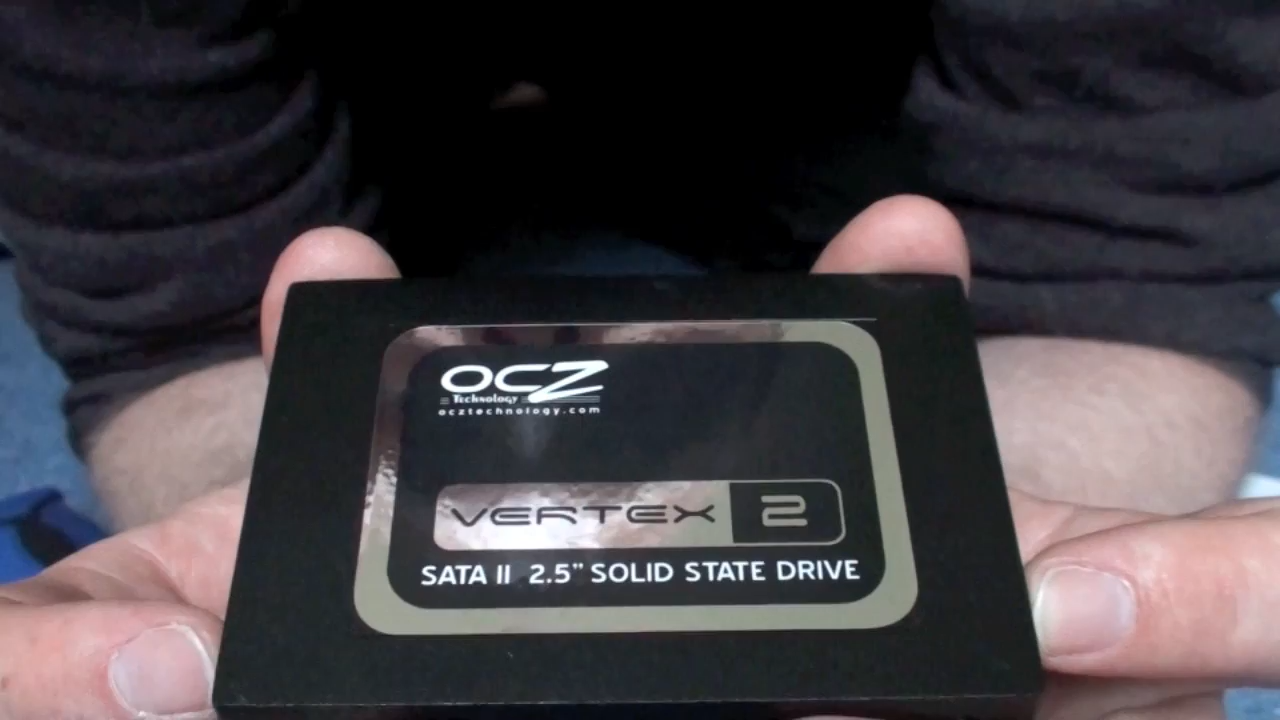 OCZ
Technology
ocztechnology.com
VERTEX 2
SATA II 2.5" SOLID STATE DRIVE